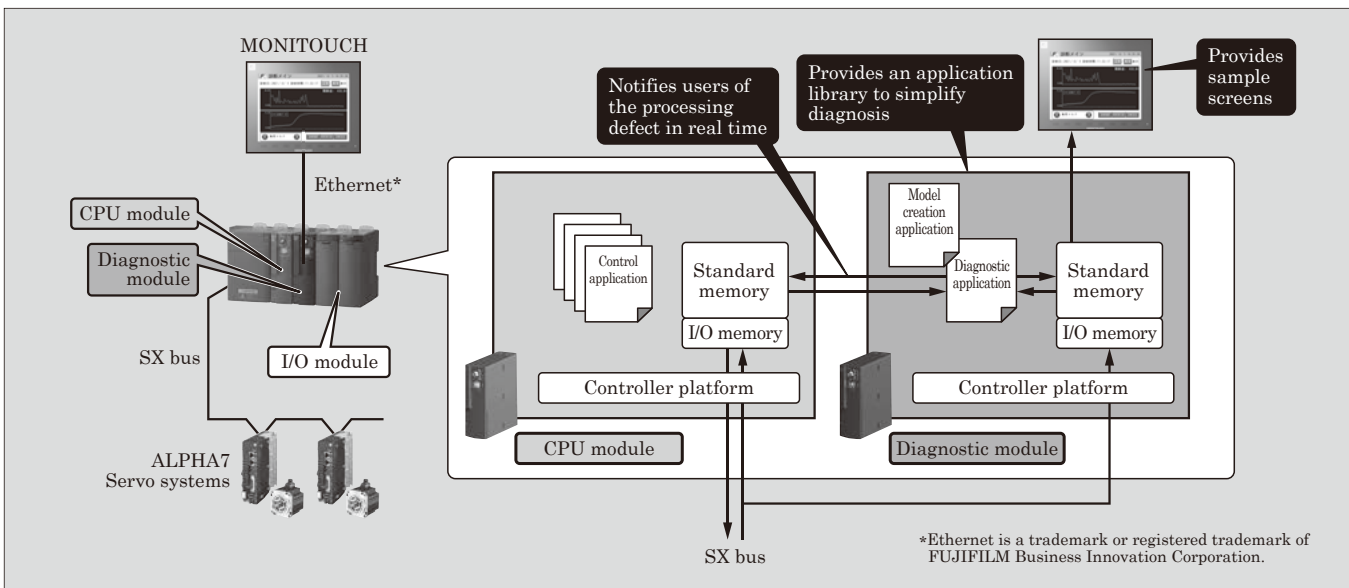 MONITOUCH
Ethernet*
CPU module
Diagnostic
module
SX bus
I/O module
ALPHA7
Servo systems
Notifies users of
the processing
defect in real time
Provides an application
library to simplify
diagnosis
Provides
sample
screens
Control
application
Standard
memory
I/O memory
Controller platform
CPU module
Model
creation
application
Diagnostic
application
Standard
memory
I/O memory
Controller platform
Diagnostic module
SX bus
*Ethernet is a trademark or registered trademark of
FUJIFILM Business Innovation Corporation.